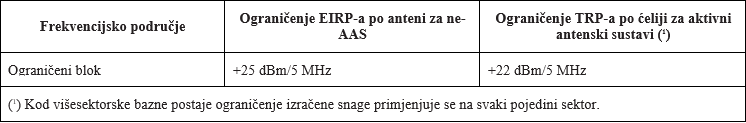 Frekvencijsko područje
Ograničenje EIRP-a po anteni za ne-
AAS
Ograničenje TRP-a po ćeliji za aktivni
antenski sustavi (¹)
Ograničeni blok
+25 dBm/5 MHz
+22 dBm/5 MHz
(¹) Kod višesektorske bazne postaje ograničenje izračene snage primjenjuje se na svaki pojedini sektor.